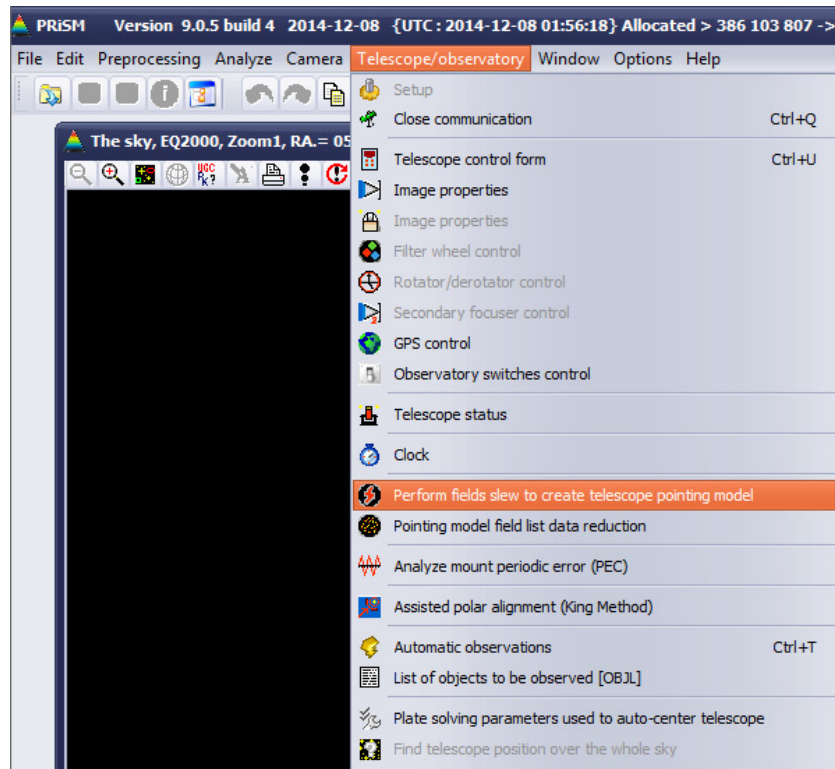 PRiSM Version 9.0.5 build 4 2014-12-08 {UTC : 2014-12-08 01:56:18} Allocated > 386 103 807 ->
File Edit Preprocessing Analyze Camera Telescope/observatory Window Options Help
Setup
Close communication Ctrl+Q
The sky, EQ2000, Zoom1, RA.= 05
Telescope control form Ctrl+U
UGC PK?
Image properties
Image properties
Filter wheel control
Rotator/derotator control
Secondary focuser control
GPS control
Observatory switches control
Telescope status
Clock
Perform fields slew to create telescope pointing model
Pointing model field list data reduction
Analyze mount periodic error (PEC)
Assisted polar alignment (King Method)
Automatic observations Ctrl+T
List of objects to be observed [OBJL]
Plate solving parameters used to auto-center telescope
Find telescope position over the whole sky